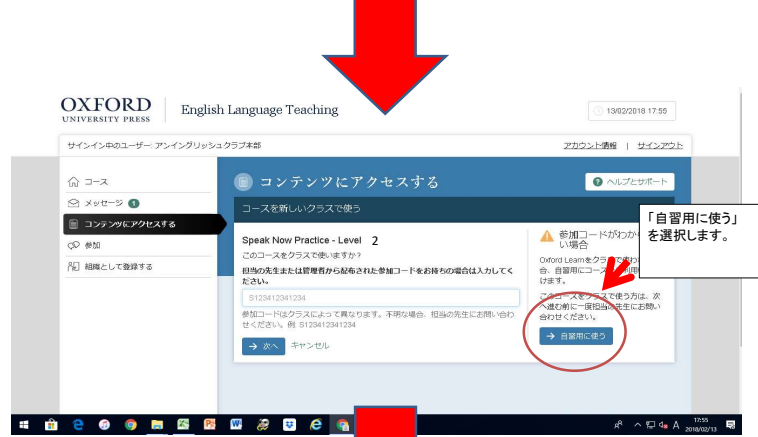 OXFORD
UNIVERSITY PRESS
English Language Teaching
13/02/2018 17:55
サインイン中のユーザー: アンイングリッシュクラブ本部
アカウント情報 | サインアウト
コース
メッセージ 1
コンテンツにアクセスする
参加
組織として登録する
コンテンツにアクセスする
ヘルプとサポート
コースを新しいクラスで使う
Speak Now Practice - Level 2
このコースをクラスで使いますか?
担当の先生または管理者から配布された参加コードをお持ちの場合は入力してく
ださい。
S123412341234
参加コードはクラスによって異なります。不明な場合、担当の先生にお問い合わ
せください。例: S123412341234
次へ キャンセル
参加コードがわから
い場合
Oxford Learnをクラスで使わ
合、自習用にコース
けます。
このコースをクラスで使う方は、次
へ進む前に一度担当の先生にお問い
合わせください。
自習用に使う
「自習用に使う」
を選択します。
A
17:55
2018/02/13